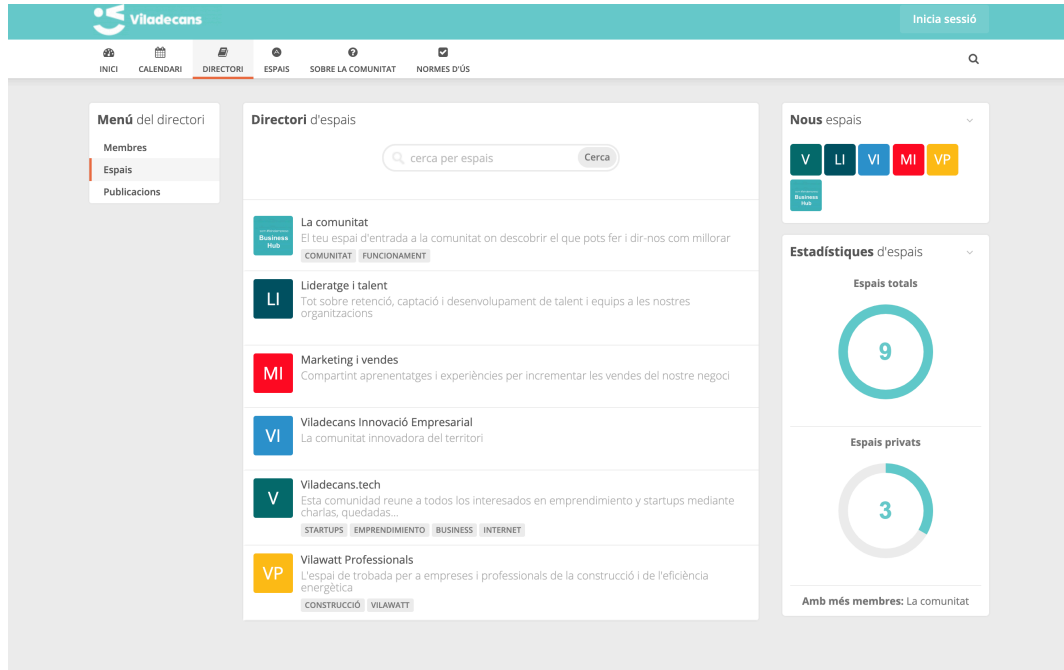 Viladecans
Inicia sessió
INICI
CALENDARI
DIRECTORI
ESPAIS
SOBRE LA COMUNITAT
NORMES D'ÚS
Menú del directori
Membres
Espais
Publicacions
Directori d'espais
cerca per espais
Cerca
Business
Hub
La comunitat
El teu espai d'entrada a la comunitat on descobrir el que pots fer i dir-nos com millorar
COMUNITAT FUNCIONAMENT
LI
Lideratge i talent
Tot sobre retenció, captació i desenvolupament de talent i equips a les nostres
organitzacions
MI
Marketing i vendes
Compartint aprenentatges i experiències per incrementar les vendes del nostre negoci
VI
Viladecans Innovació Empresarial
La comunitat innovadora del territori
V
Viladecans.tech
Esta comunidad reune a todos los interesados en emprendimiento y startups mediante
charlas, quedadas...
STARTUPS EMPRENDIMIENTO BUSINESS INTERNET
VP
Vilawatt Professionals
L'espai de trobada per a empreses i professionals de la construcció i de l'eficiència
energètica
CONSTRUCCIÓ VILAWATT
Nous espais
V LI VI MI VP
Business
Hub
Estadístiques d'espais
Espais totals
9
Espais privats
3
Amb més membres: La comunitat